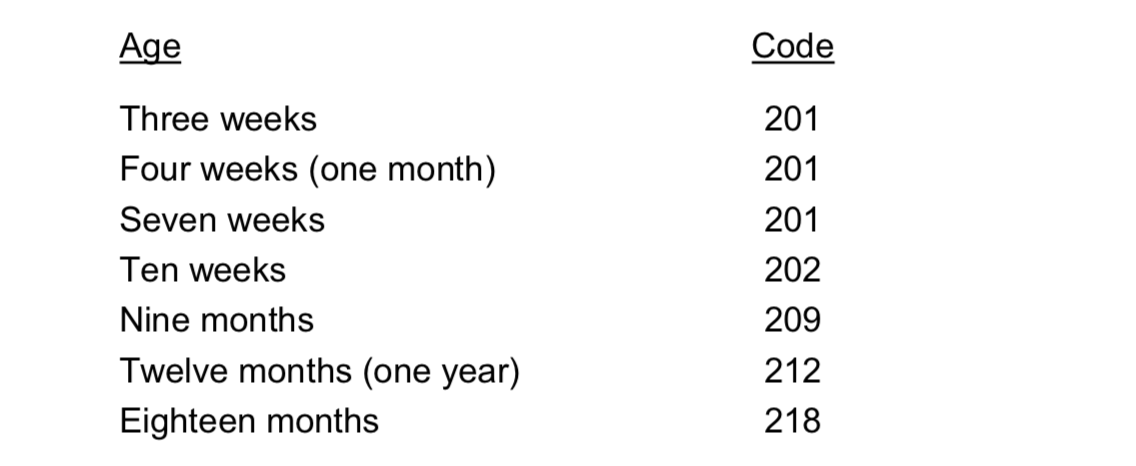 Age Code
Three weeks 201
Four weeks (one month) 201
Seven weeks 201
Ten weeks 202
Nine months 209
Twelve months (one year) 212
Eighteen months 218